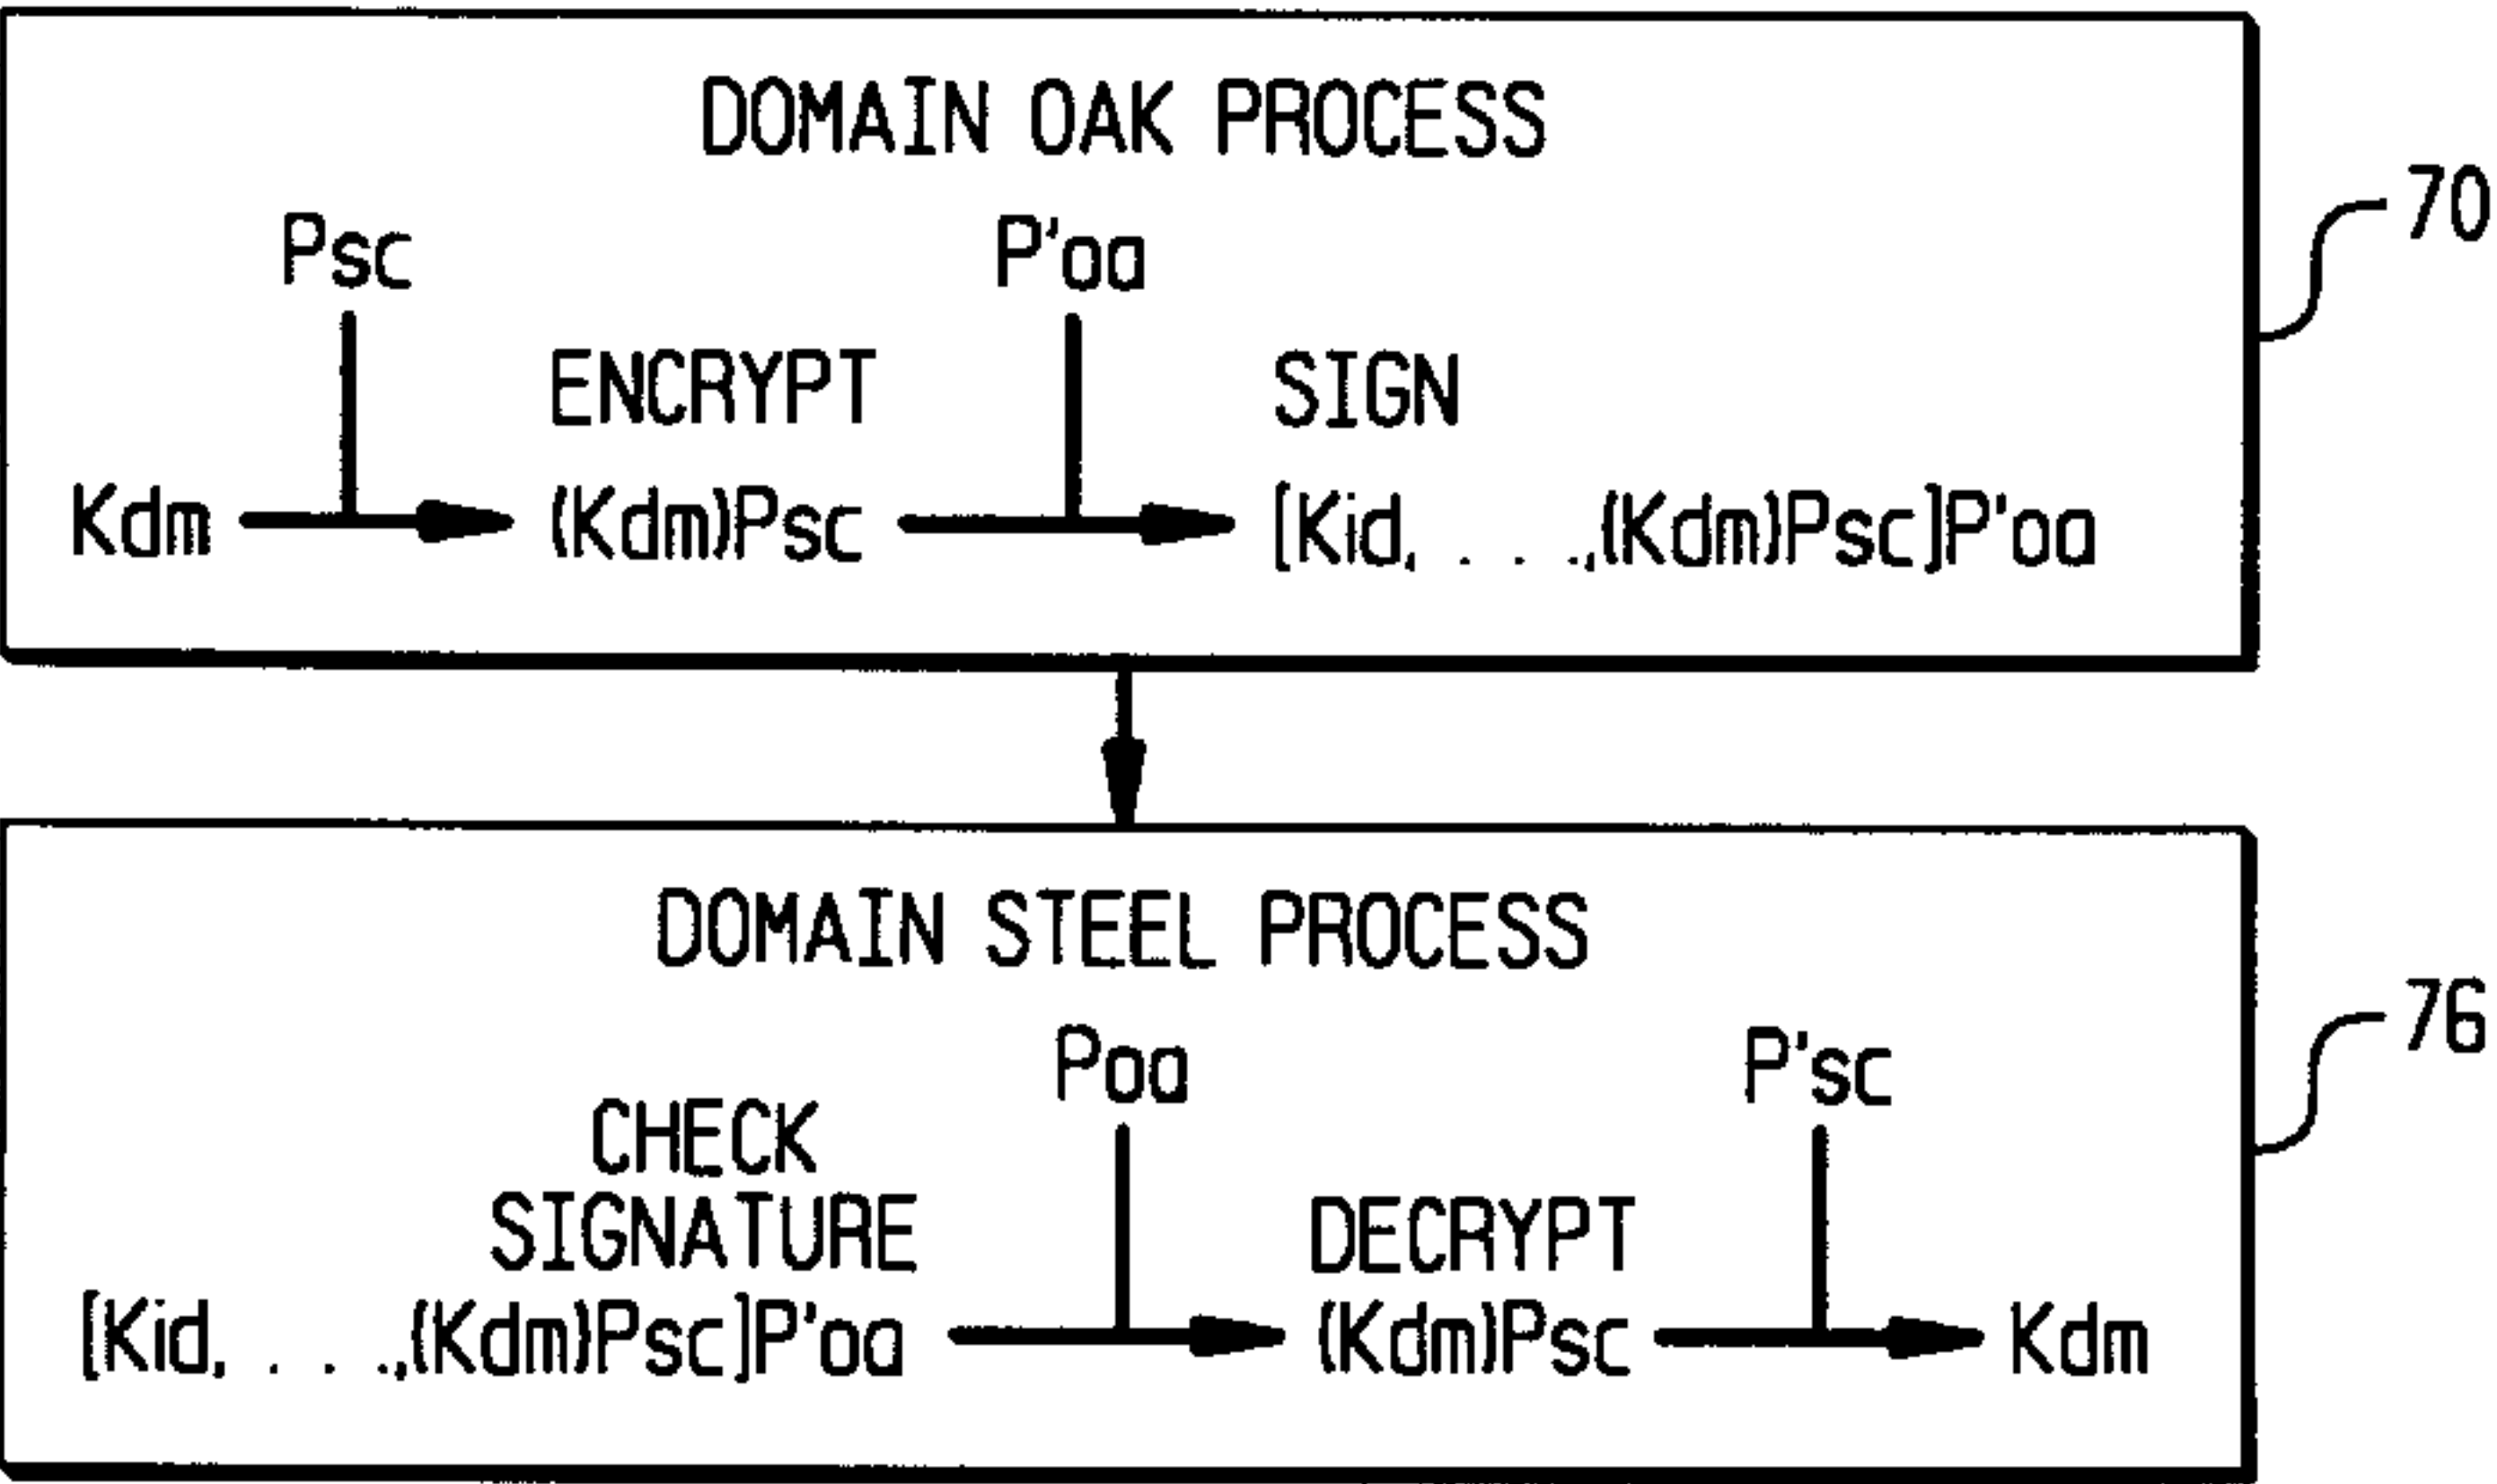 DOMAIN OAK PROCESS
70
Psc P'oa
ENCRYPT SIGN
Kdm (Kdm)Psc [Kid, . . .,(Kdm)Psc]P'oa
DOMAIN STEEL PROCESS
76
Poa P'sc
CHECK
SIGNATURE DECRYPT
[Kid, . . .,(Kdm)Psc]P'oa (Kdm)Psc Kdm